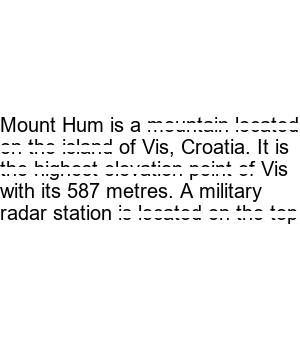 Mount Hum is a mountain located
on the island of Vis, Croatia. It is
the highest elevation point of Vis
with its 587 metres. A military
radar station is located on the top